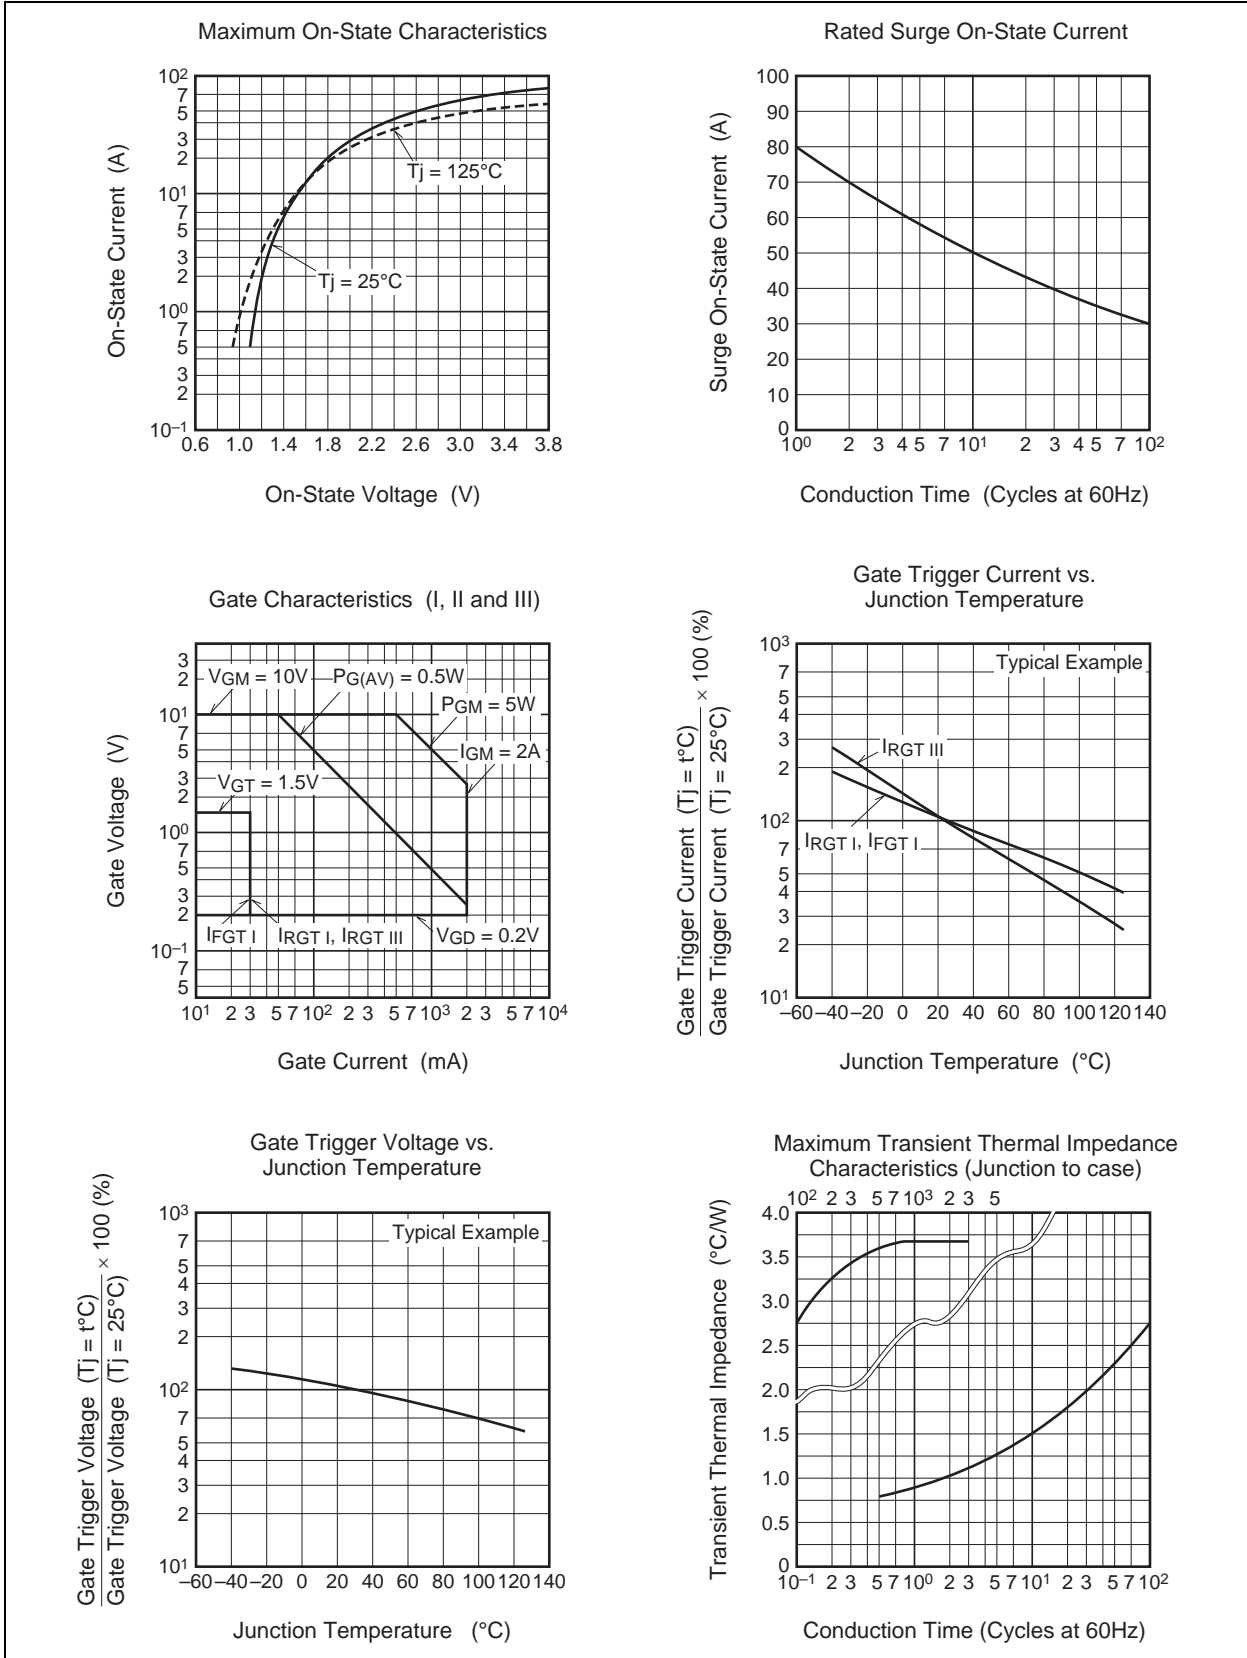 Maximum On-State Characteristics
On-State Current (A)
10²
7
5
3
2
10¹
7
5
3
2
10⁰
7
5
3
2
10⁻¹
Tj = 125°C
Tj = 25°C
0.6 1.0 1.4 1.8 2.2 2.6 3.0 3.4 3.8
On-State Voltage (V)
Rated Surge On-State Current
Surge On-State Current (A)
100
90
80
70
60
50
40
30
20
10
0
10⁰ 2 3 4 5 7 10¹ 2 3 4 5 7 10²
Conduction Time (Cycles at 60Hz)
Gate Characteristics (I, II and III)
Gate Voltage (V)
3
2
10¹
7
5
3
2
10⁰
7
5
3
2
10⁻¹
7
5
VGM = 10V
PG(AV) = 0.5W
PGM = 5W
IGM = 2A
VGT = 1.5V
IFGT I
IRGT I, IRGT III
VGD = 0.2V
10¹ 2 3 5 7 10² 2 3 5 7 10³ 2 3 5 7 10⁴
Gate Current (mA)
Gate Trigger Current vs.
Junction Temperature
Gate Trigger Current (Tj = t°C)
Gate Trigger Current (Tj = 25°C)
× 100 (%)
10³
7
5
4
3
2
10²
7
5
4
3
2
10¹
Typical Example
IRGT III
IRGT I, IFGT I
–60 –40 –20 0 20 40 60 80 100 120 140
Junction Temperature (°C)
Gate Trigger Voltage vs.
Junction Temperature
Gate Trigger Voltage (Tj = t°C)
Gate Trigger Voltage (Tj = 25°C)
× 100 (%)
10³
7
5
4
3
2
10²
7
5
4
3
2
10¹
Typical Example
–60 –40 –20 0 20 40 60 80 100 120 140
Junction Temperature (°C)
Maximum Transient Thermal Impedance
Characteristics (Junction to case)
10² 2 3 5 7 10³ 2 3 5
Transient Thermal Impedance (°C/W)
4.0
3.5
3.0
2.5
2.0
1.5
1.0
0.5
0
10⁻¹ 2 3 5 7 10⁰ 2 3 5 7 10¹ 2 3 5 7 10²
Conduction Time (Cycles at 60Hz)